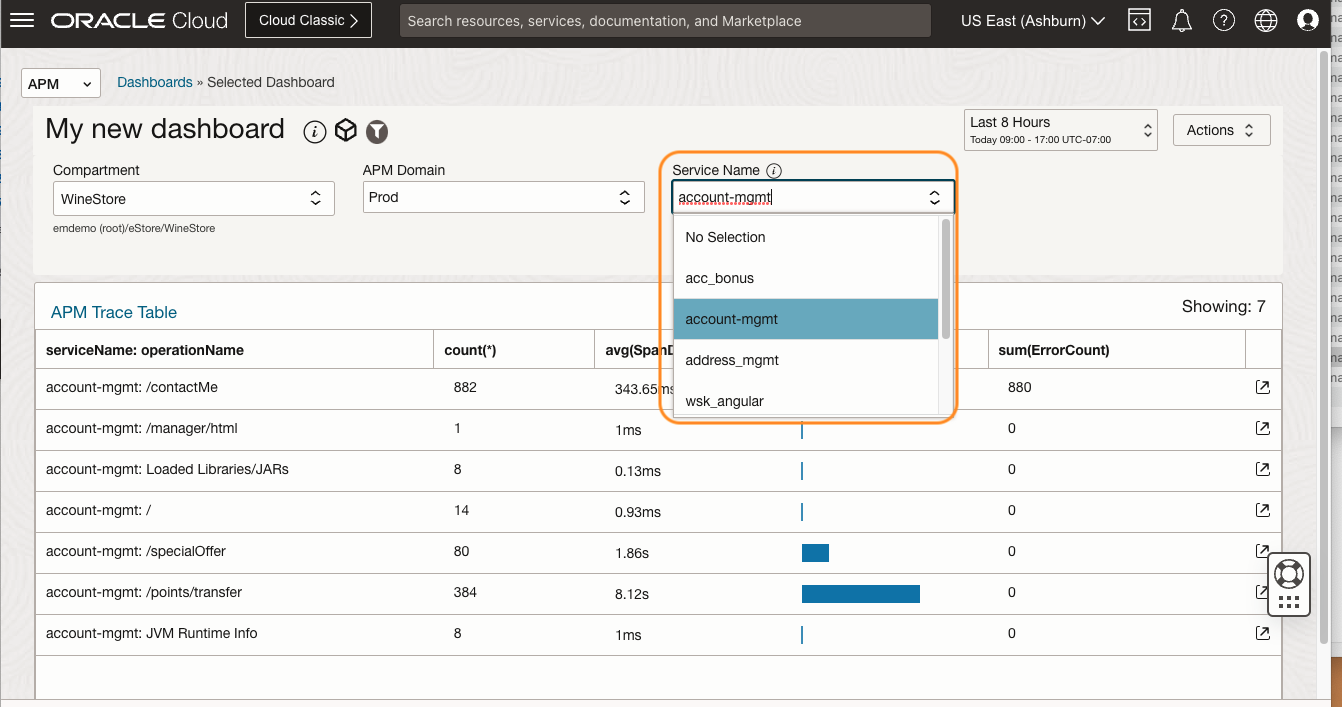 ORACLE Cloud
Cloud Classic
Search resources, services, documentation, and Marketplace
US East (Ashburn)
APM
Dashboards » Selected Dashboard
My new dashboard
Last 8 Hours
Today 09:00 - 17:00 UTC-07:00
Actions
Compartment
WineStore
emdemo (root)/eStore/WineStore
APM Domain
Prod
Service Name
account-mgmt
No Selection
acc_bonus
account-mgmt
address_mgmt
wsk_angular
APM Trace Table
Showing: 7
serviceName: operationName count(*) avg(SpanD sum(ErrorCount)
account-mgmt: /contactMe 882 343.65ms 880
account-mgmt: /manager/html 1 1ms 0
account-mgmt: Loaded Libraries/JARs 8 0.13ms 0
account-mgmt: / 14 0.93ms 0
account-mgmt: /specialOffer 80 1.86s 0
account-mgmt: /points/transfer 384 8.12s 0
account-mgmt: JVM Runtime Info 8 1ms 0